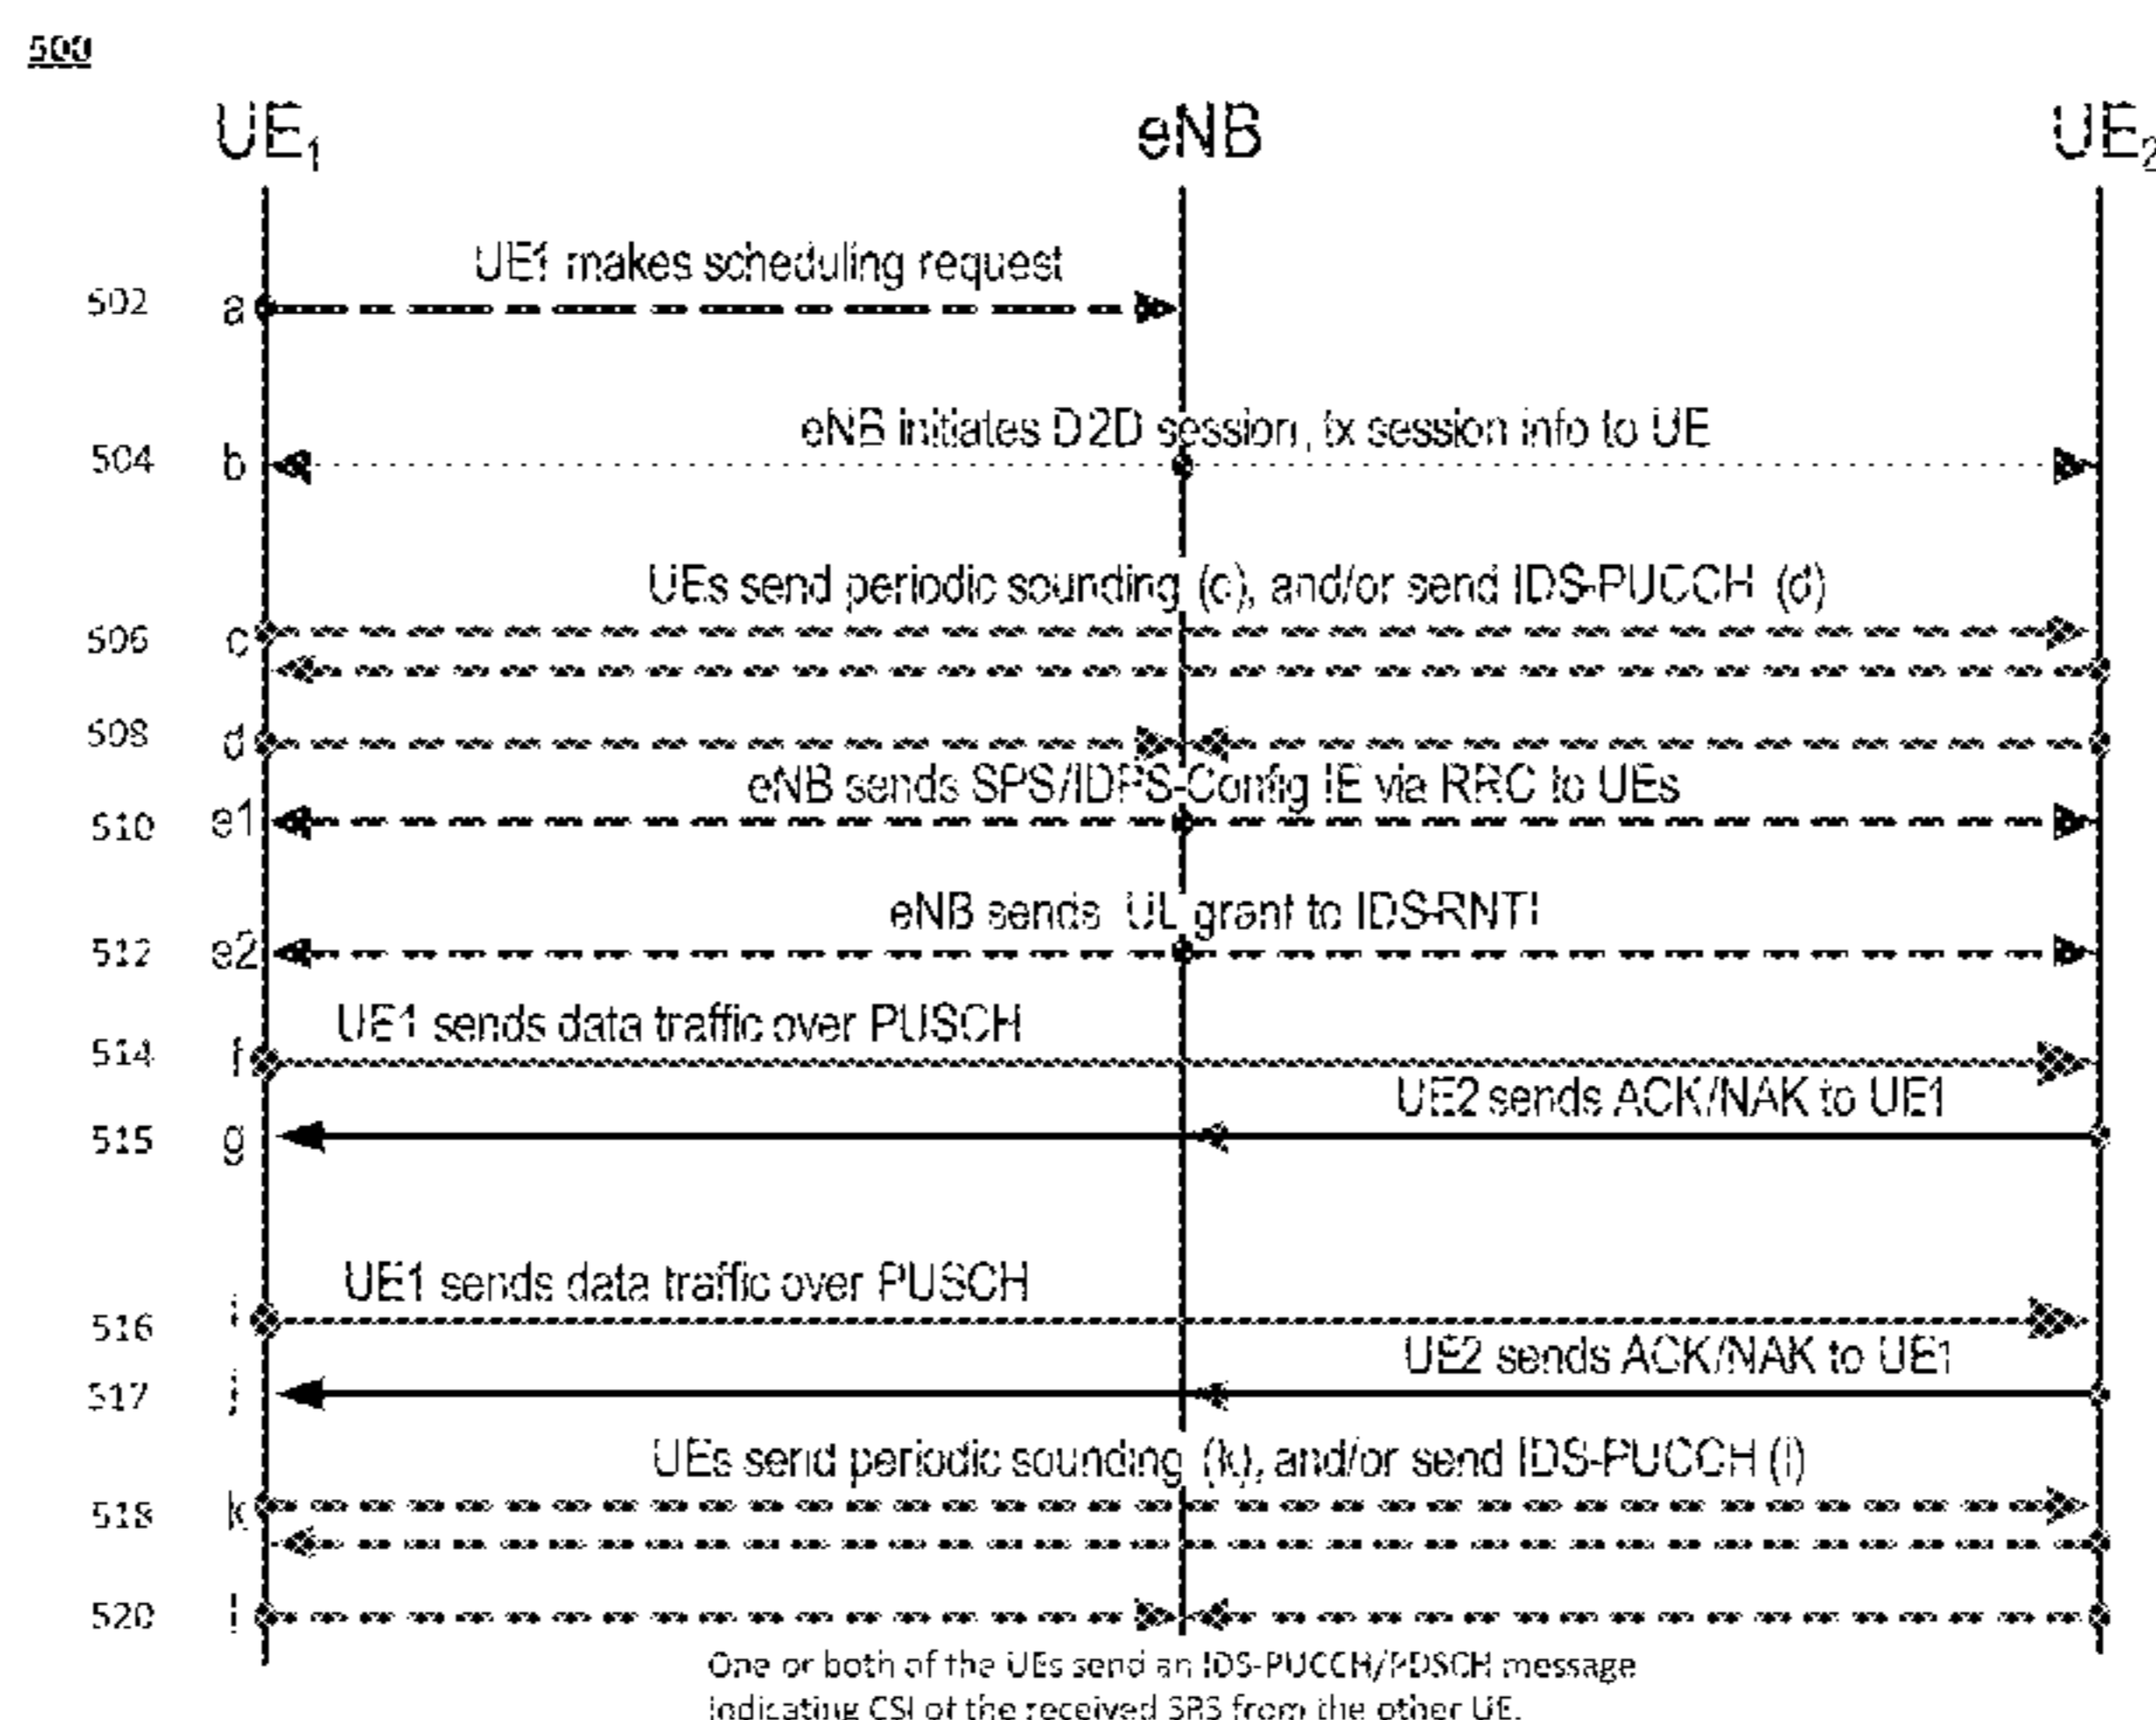 500
UE1 eNB UE2
UE1 makes scheduling request
502 a
eNB initiates D2D session, tx session info to UE
504 b
UEs send periodic sounding (c), and/or send IDS-PUCCH (d)
506 c
508 d
eNB sends SPS/IDPS-Config IE via RRC to UEs
510 e1
eNB sends UL grant to IDS-RNTI
512 e2
UE1 sends data traffic over PUSCH
514 f
UE2 sends ACK/NAK to UE1
515 g
UE1 sends data traffic over PUSCH
516 i
UE2 sends ACK/NAK to UE1
517 j
UEs send periodic sounding (k), and/or send IDS-PUCCH (l)
518 k
520 l
One or both of the UEs send an IDS-PUCCH/PDSCH message
indicating CSI of the received SRS from the other UE.